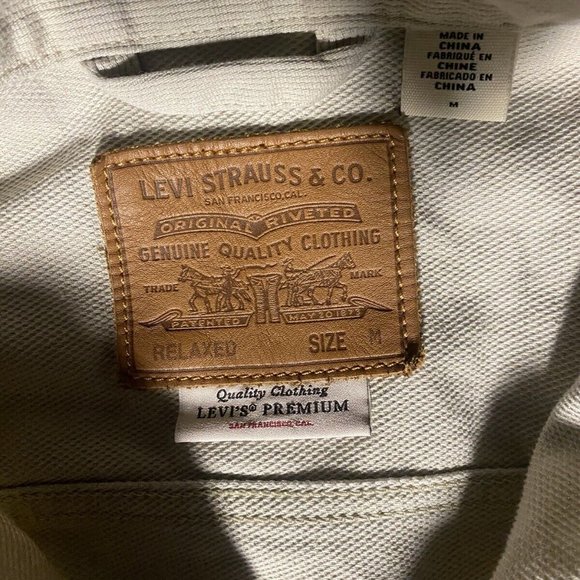 MADE IN
CHINA
FABRIQUÉ EN
CHINE
FABRICADO EN
CHINA
M
LEVI STRAUSS & CO.
SAN FRANCISCO, CAL.
ORIGINAL RIVETED
GENUINE QUALITY CLOTHING
TRADE MARK
PATENTED MAY 20 1873
RELAXED SIZE M
Quality Clothing
LEVI'S® PREMIUM
SAN FRANCISCO, CAL.